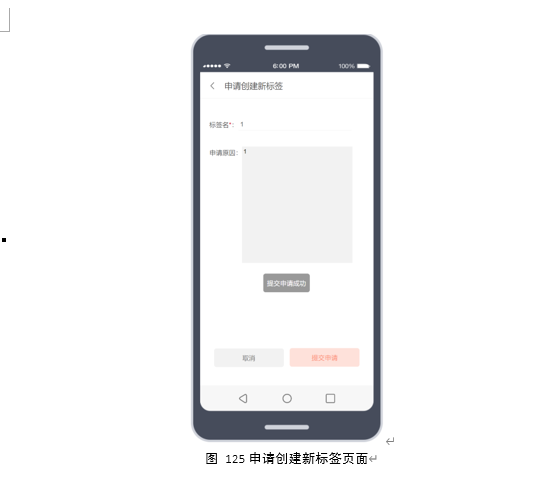 6:00 PM 100%
申请创建新标签
标签名*： 1
申请原因： 1
提交申请成功
取消 提交申请
图 125 申请创建新标签页面